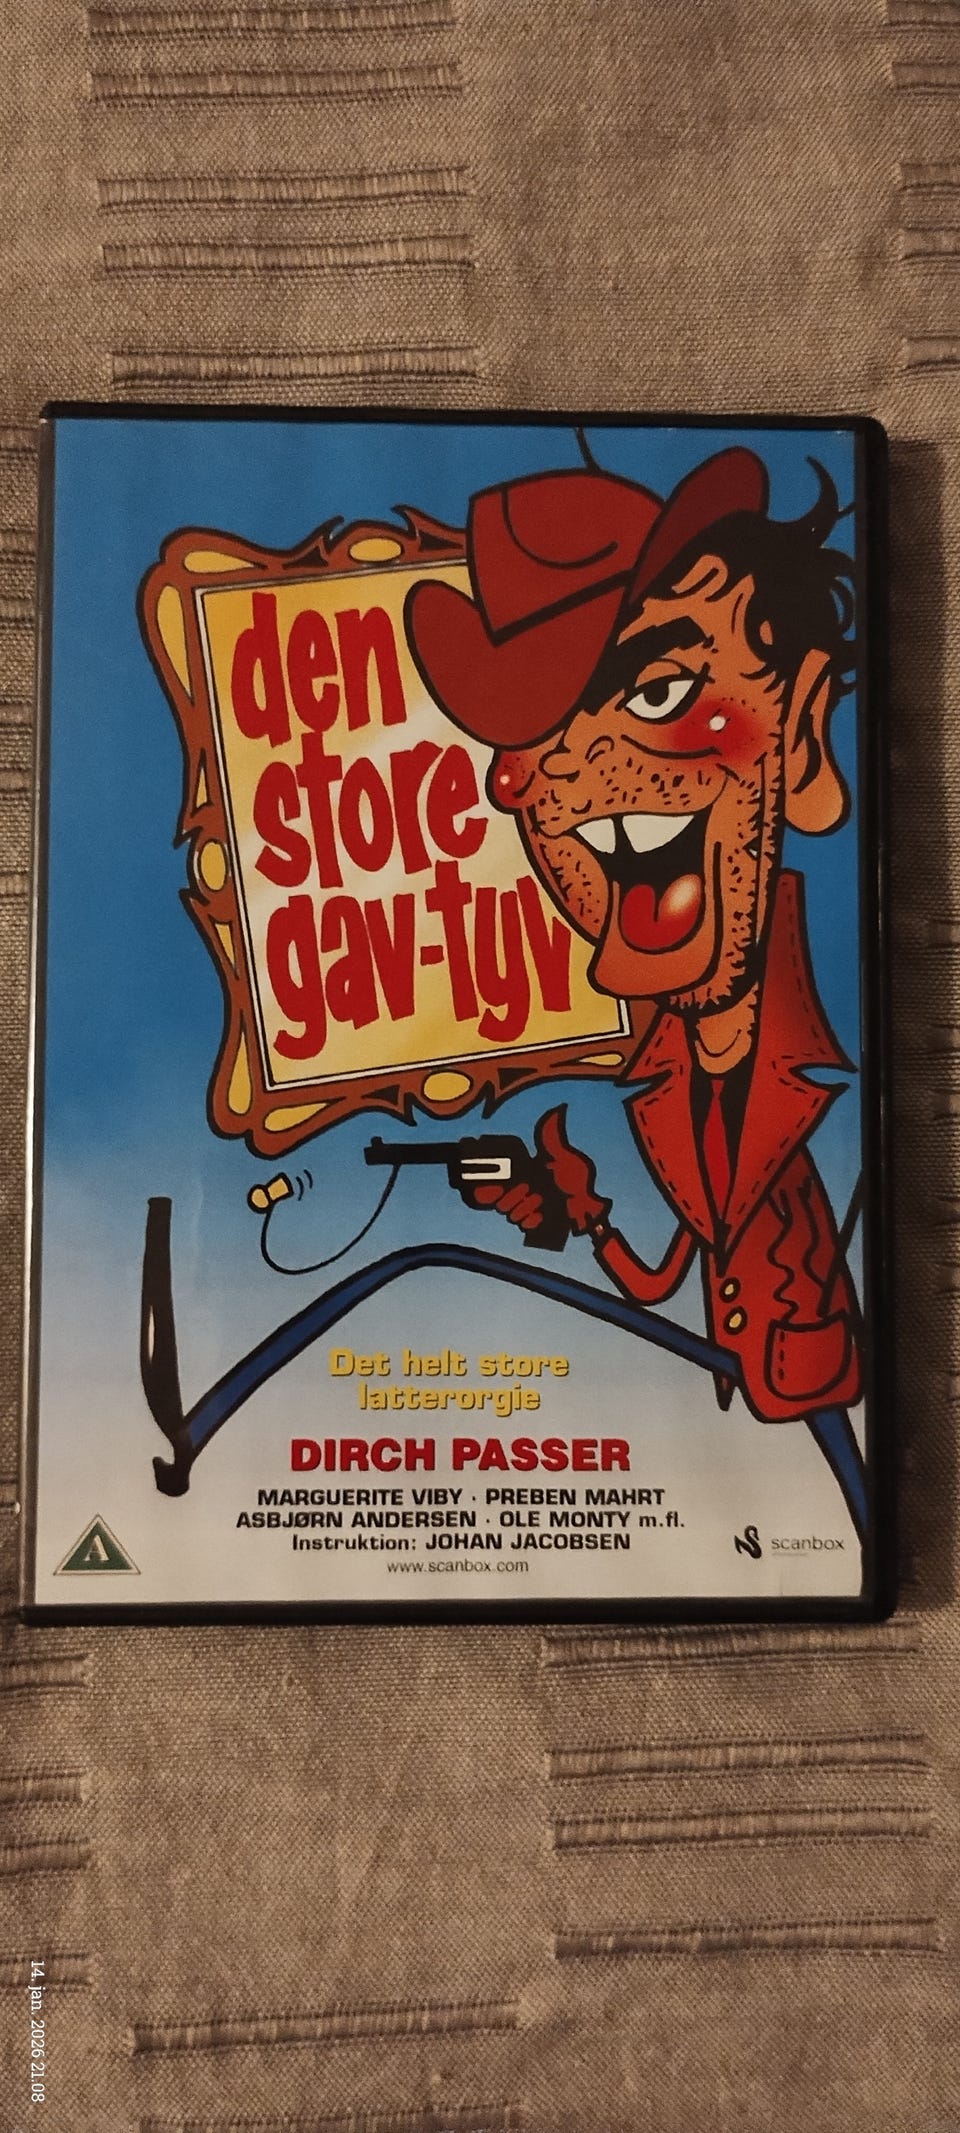 den
store
gav-tyv
Det helt store
latterorgie
DIRCH PASSER
MARGUERITE VIBY · PREBEN MAHRT
ASBJØRN ANDERSEN · OLE MONTY m.fl.
Instruktion: JOHAN JACOBSEN
www.scanbox.com
A
scanbox
14. jan. 2026 21.08